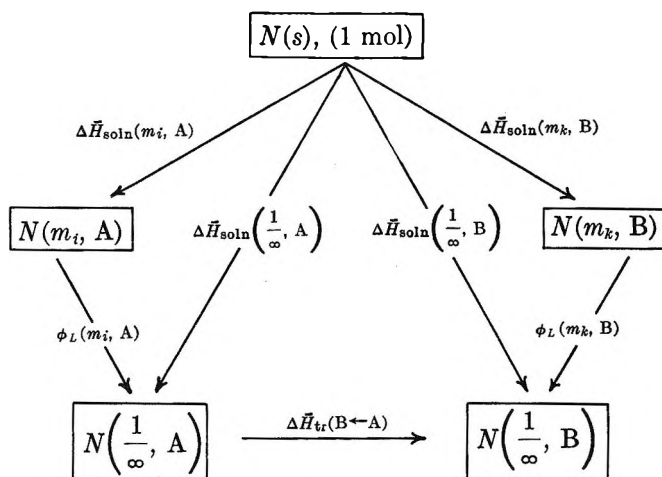 N(s), (1 mol)
ΔH̄soln(mi, A)
ΔH̄soln(mk, B)
N(mi, A)
ΔH̄soln(1/∞, A)
ΔH̄soln(1/∞, B)
N(mk, B)
ϕL(mi, A)
ϕL(mk, B)
N(1/∞, A)
ΔH̄tr(B←A)
N(1/∞, B)